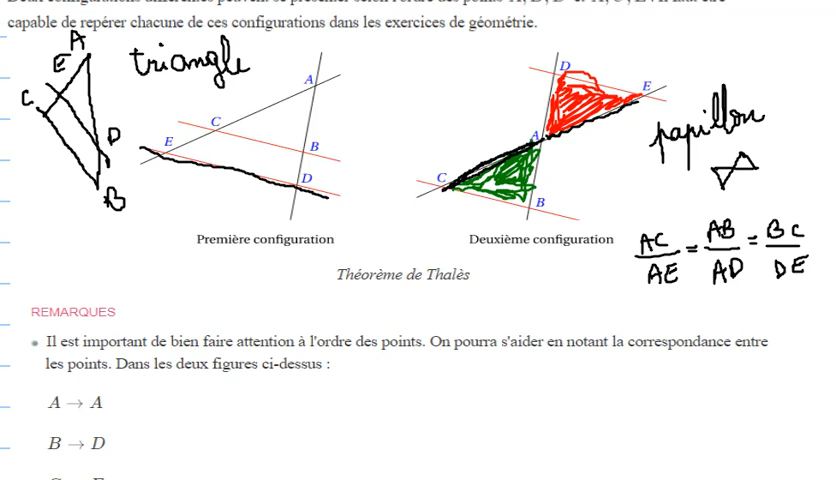 capable de repérer chacune de ces configurations dans les exercices de géométrie.
triangle
papillon
A
E
C
D
B
A
C
E
B
D
D
E
A
C
B
AC/AE = AB/AD = BC/DE
Première configuration
Deuxième configuration
Théorème de Thalès
REMARQUES
Il est important de bien faire attention à l'ordre des points. On pourra s'aider en notant la correspondance entre
les points. Dans les deux figures ci-dessus :
A → A
B → D